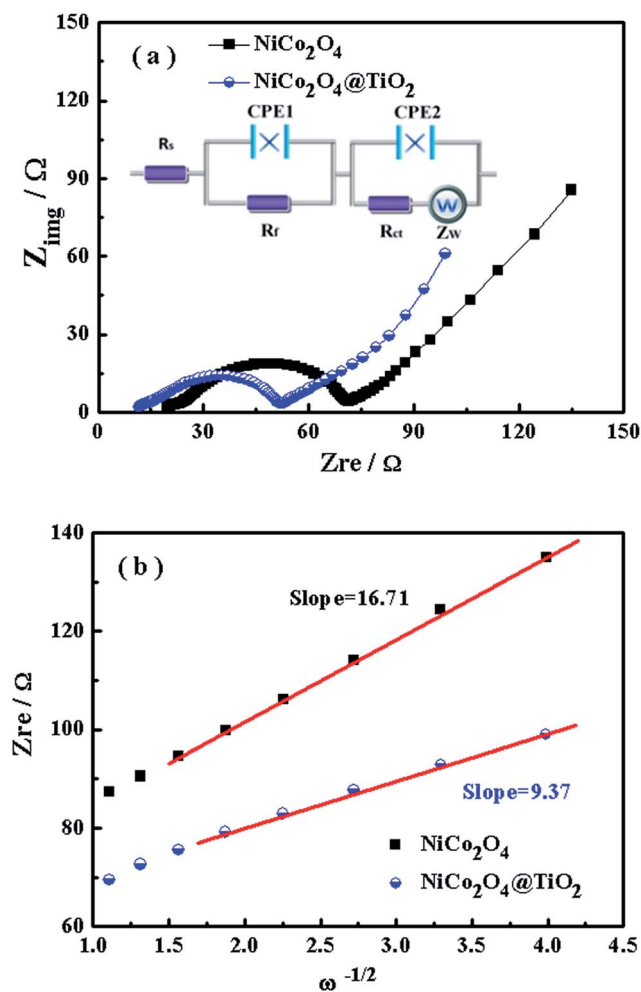 (a)
NiCo₂O₄
NiCo₂O₄@TiO₂
CPE1
CPE2
Rs
Rf
Rct
W
Zw
Z_img / Ω
150
120
90
60
30
0
0
30
60
90
120
150
Zre / Ω
(b)
Slope=16.71
Slope=9.37
NiCo₂O₄
NiCo₂O₄@TiO₂
Zre / Ω
140
120
100
80
60
1.0
1.5
2.0
2.5
3.0
3.5
4.0
4.5
ω -1/2